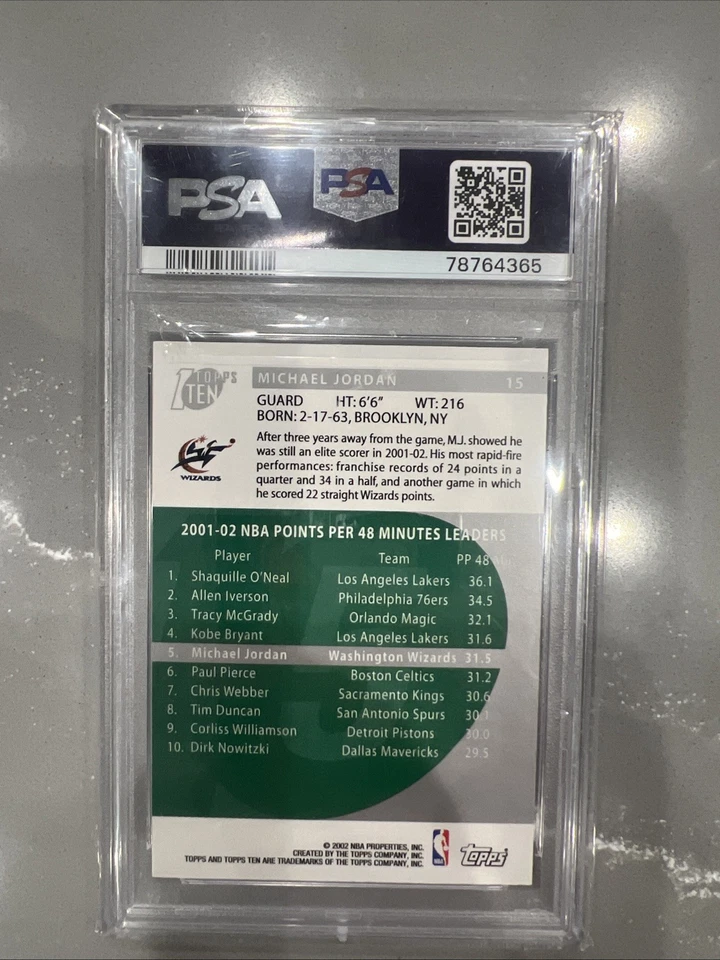 PSA
PSA
78764365
1 TOPPS
TEN
MICHAEL JORDAN 15
GUARD HT: 6'6" WT: 216
BORN: 2-17-63, BROOKLYN, NY
WIZARDS
After three years away from the game, M.J. showed he
was still an elite scorer in 2001-02. His most rapid-fire
performances: franchise records of 24 points in a
quarter and 34 in a half, and another game in which
he scored 22 straight Wizards points.
2001-02 NBA POINTS PER 48 MINUTES LEADERS
Player Team PP 48
1. Shaquille O'Neal Los Angeles Lakers 36.1
2. Allen Iverson Philadelphia 76ers 34.5
3. Tracy McGrady Orlando Magic 32.1
4. Kobe Bryant Los Angeles Lakers 31.6
5. Michael Jordan Washington Wizards 31.5
6. Paul Pierce Boston Celtics 31.2
7. Chris Webber Sacramento Kings 30.6
8. Tim Duncan San Antonio Spurs 30.1
9. Corliss Williamson Detroit Pistons 30.0
10. Dirk Nowitzki Dallas Mavericks 29.5
© 2002 NBA PROPERTIES, INC.
CREATED BY THE TOPPS COMPANY, INC.
TOPPS AND TOPPS TEN ARE TRADEMARKS OF THE TOPPS COMPANY, INC.
NBA
Topps